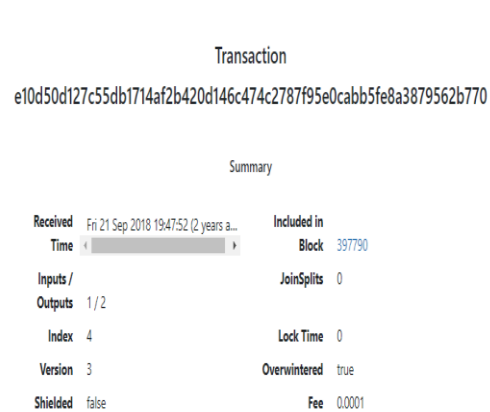 Transaction
e10d50d127c55db1714af2b420d146c474c2787f95e0cabb5fe8a3879562b770
Summary
Received Time Fri 21 Sep 2018 19:47:52 (2 years a...
Included in Block 397790
Inputs / Outputs 1 / 2
JoinSplits 0
Index 4
Lock Time 0
Version 3
Overwintered true
Shielded false
Fee 0.0001